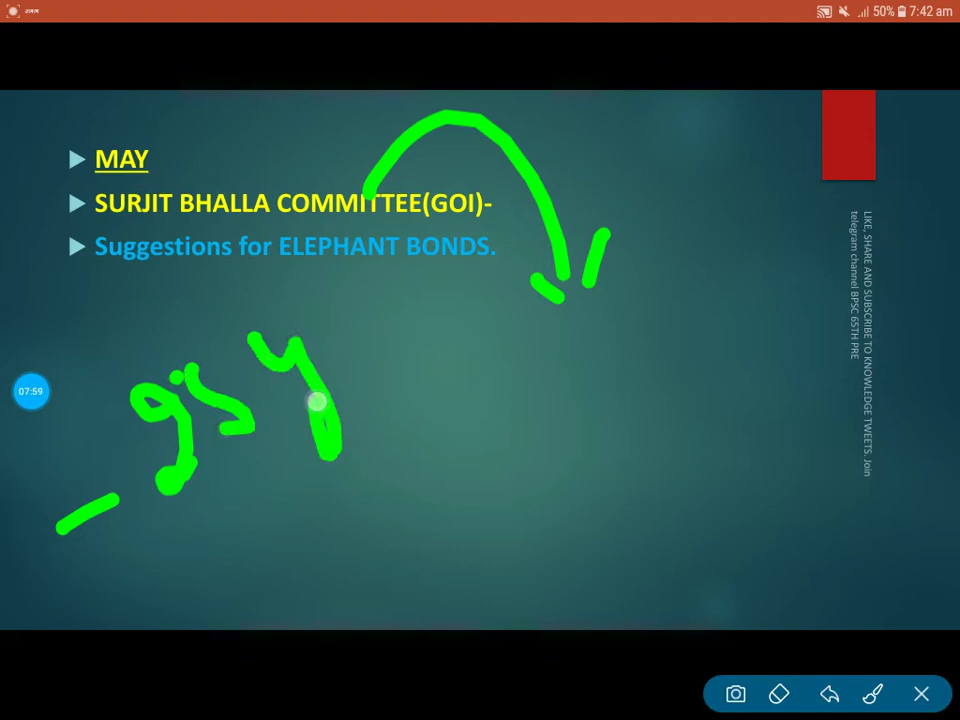 50% 7:42 am
MAY
SURJIT BHALLA COMMITTEE(GOI)-
Suggestions for ELEPHANT BONDS.
LIKE, SHARE AND SUBSCRIBE TO KNOWLEDGE TWEETS. Join
telegram channel BPSC 65TH PRE
07:59